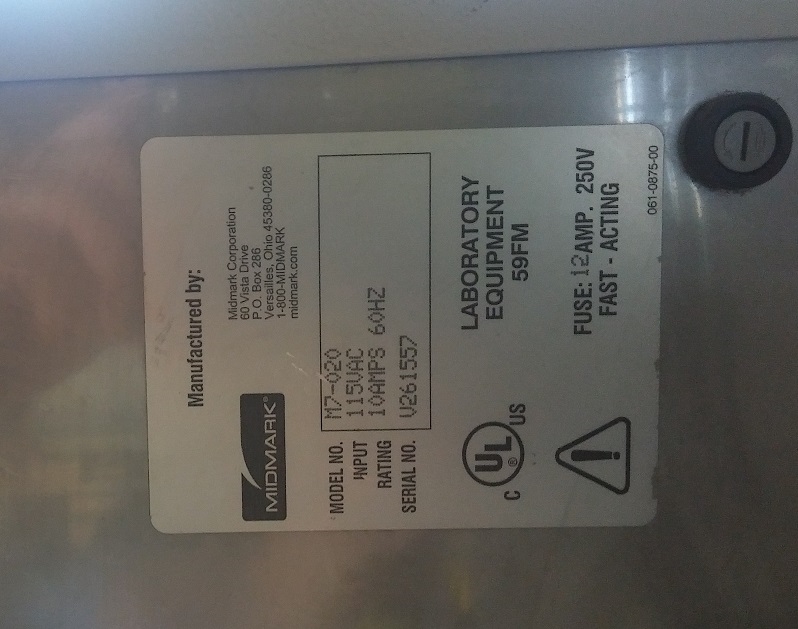 Manufactured by:
MIDMARK®
Midmark Corporation
60 Vista Drive
P.O. Box 286
Versailles, Ohio 45380-0286
1-800-MIDMARK
midmark.com
MODEL NO. M7-020
INPUT 115VAC
RATING 10AMPS 60HZ
SERIAL NO. V261557
C UL® US
LABORATORY
EQUIPMENT
59FM
FUSE: 12 AMP. 250V
FAST - ACTING
061-0875-00